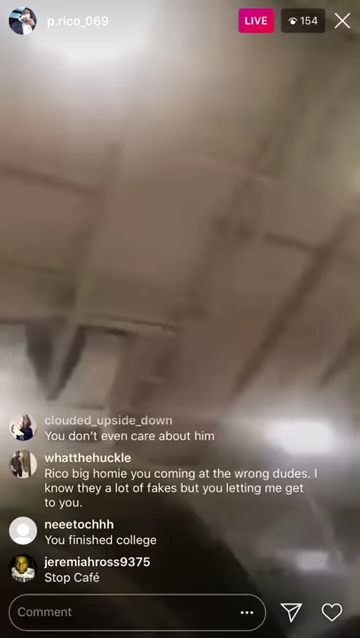 p.rico_069
LIVE
154
clouded_upside_down
You don't even care about him
whatthehuckle
Rico big homie you coming at the wrong dudes. I
know they a lot of fakes but you letting me get
to you.
neeetochhh
You finished college
jeremiahross9375
Stop Café
Comment